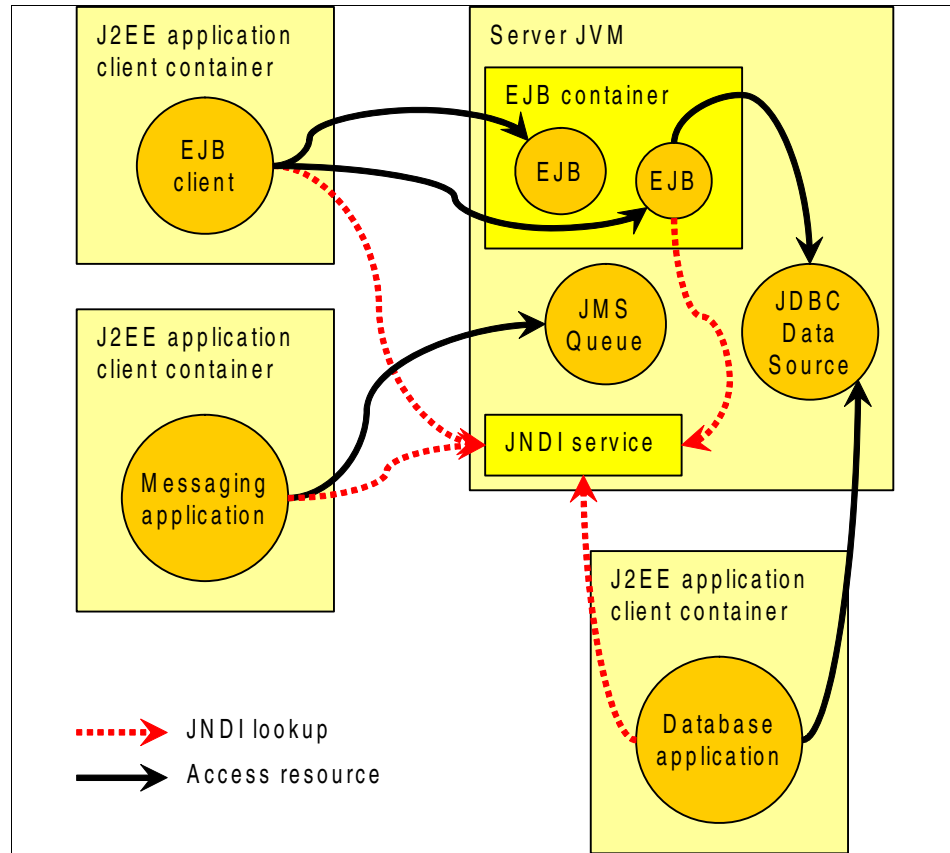 J2EE application
client container
EJB
client
Server JVM
EJB container
EJB
EJB
JMS
Queue
JDBC
Data
Source
JNDI service
J2EE application
client container
Messaging
application
J2EE application
client container
Database
application
JNDI lookup
Access resource